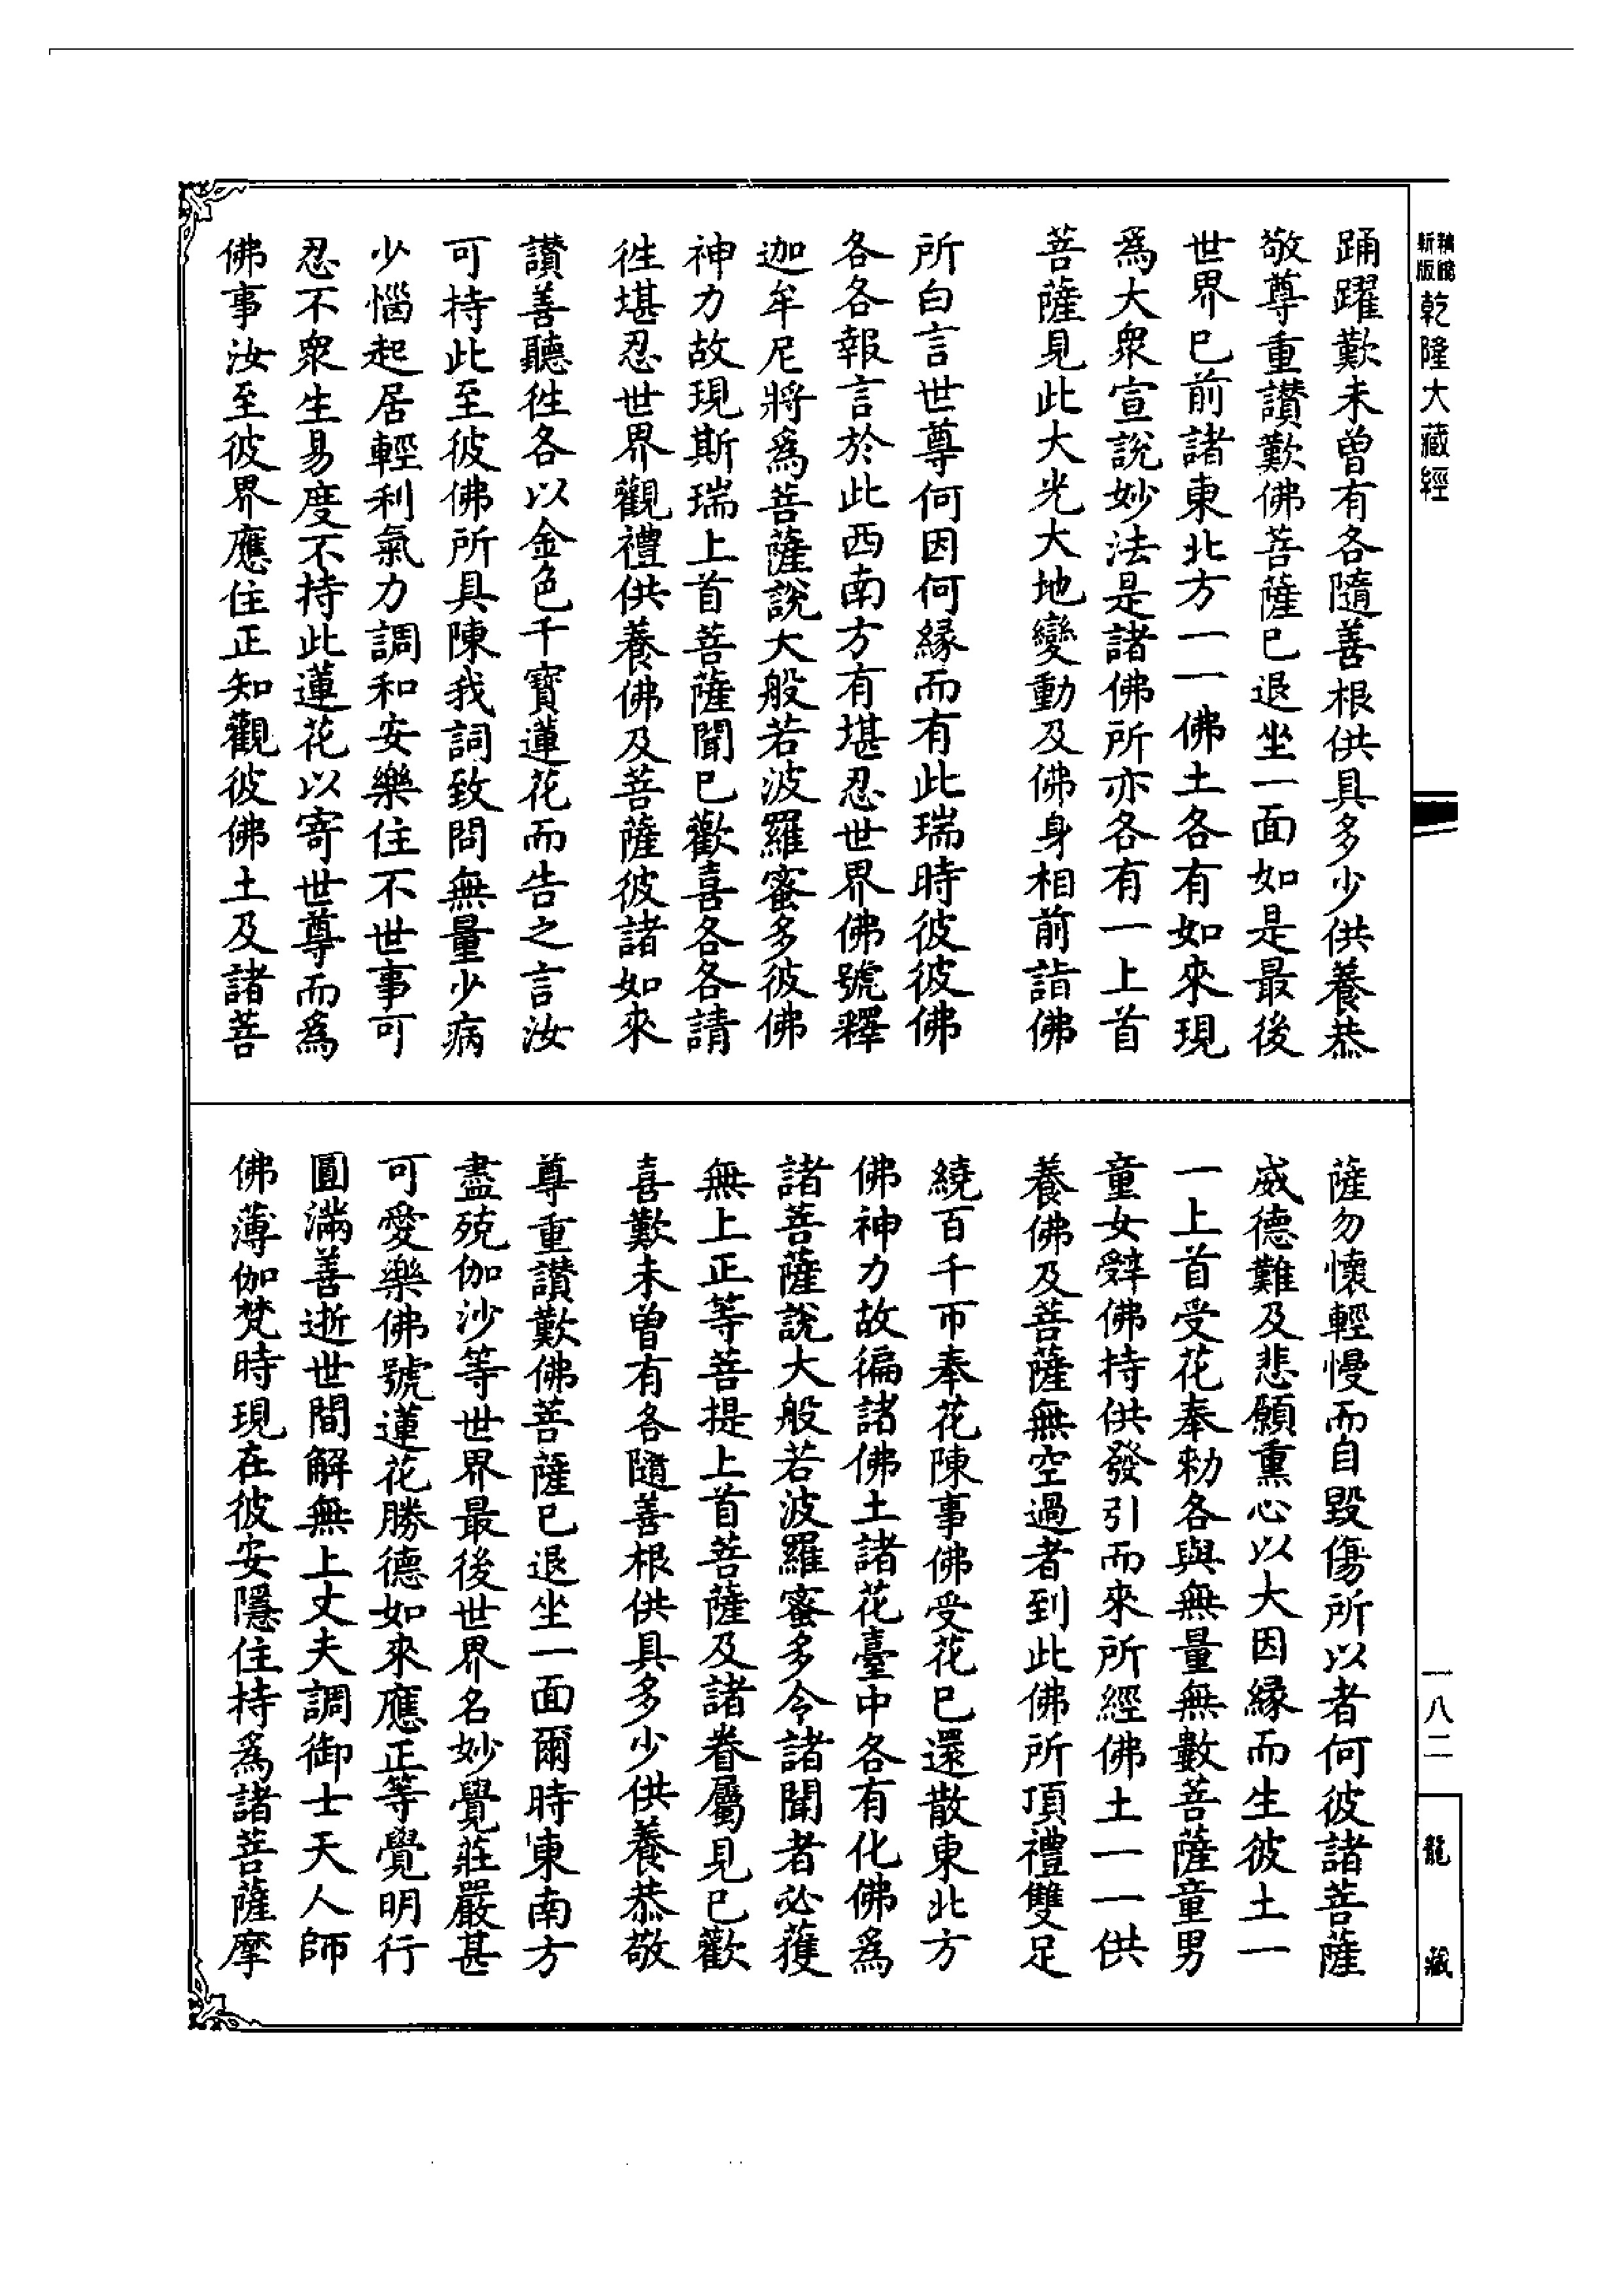 新版
精縮
乾隆大藏經
踊躍歎未曾有各隨善根供具多少供養恭
敬尊重讚歎佛菩薩已退坐一面如是最後
世界已前諸東北方一一佛土各有如來現
爲大衆宣說妙法是諸佛所亦各有一上首
菩薩見此大光大地變動及佛身相前詣佛
所白言世尊何因何緣而有此瑞時彼彼佛
各各報言於此西南方有堪忍世界佛號釋
迦牟尼將爲菩薩說大般若波羅蜜多彼佛
神力故現斯瑞上首菩薩聞已歡喜各各請
徃堪忍世界觀禮供養佛及菩薩彼諸如來
讚善聽徃各以金色千寶蓮花而告之言汝
可持此至彼佛所具陳我詞致問無量少病
少惱起居輕利氣力調和安樂住不世事可
忍不衆生易度不持此蓮花以寄世尊而爲
佛事汝至彼界應住正知觀彼佛土及諸菩
薩勿懷輕慢而自毀傷所以者何彼諸菩薩
威德難及悲願熏心以大因緣而生彼土一
一上首受花奉勅各與無量無數菩薩童男
童女辭佛持供發引而來所經佛土一一供
養佛及菩薩無空過者到此佛所頂禮雙足
繞百千帀奉花陳事佛受花已還散東北方
佛神力故徧諸佛土諸花臺中各有化佛爲
諸菩薩說大般若波羅蜜多令諸聞者必獲
無上正等菩提上首菩薩及諸眷屬見已歡
喜歎未曾有各隨善根供具多少供養恭敬
尊重讚歎佛菩薩已退坐一面爾時東南方
盡殑伽沙等世界最後世界名妙覺莊嚴甚
可愛樂佛號蓮花勝德如來應正等覺明行
圓滿善逝世間解無上丈夫調御士天人師
佛薄伽梵時現在彼安隱住持爲諸菩薩摩
一八二
龍藏